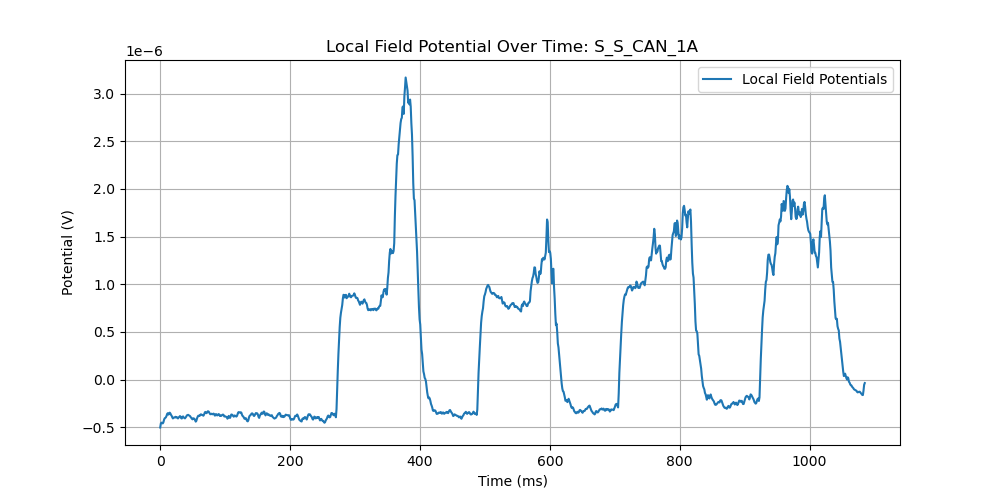 Local Field Potential Over Time: S_S_CAN_1A
1e−6
Local Field Potentials
3.0
2.5
2.0
1.5
1.0
0.5
0.0
−0.5
Potential (V)
0 200 400 600 800 1000
Time (ms)